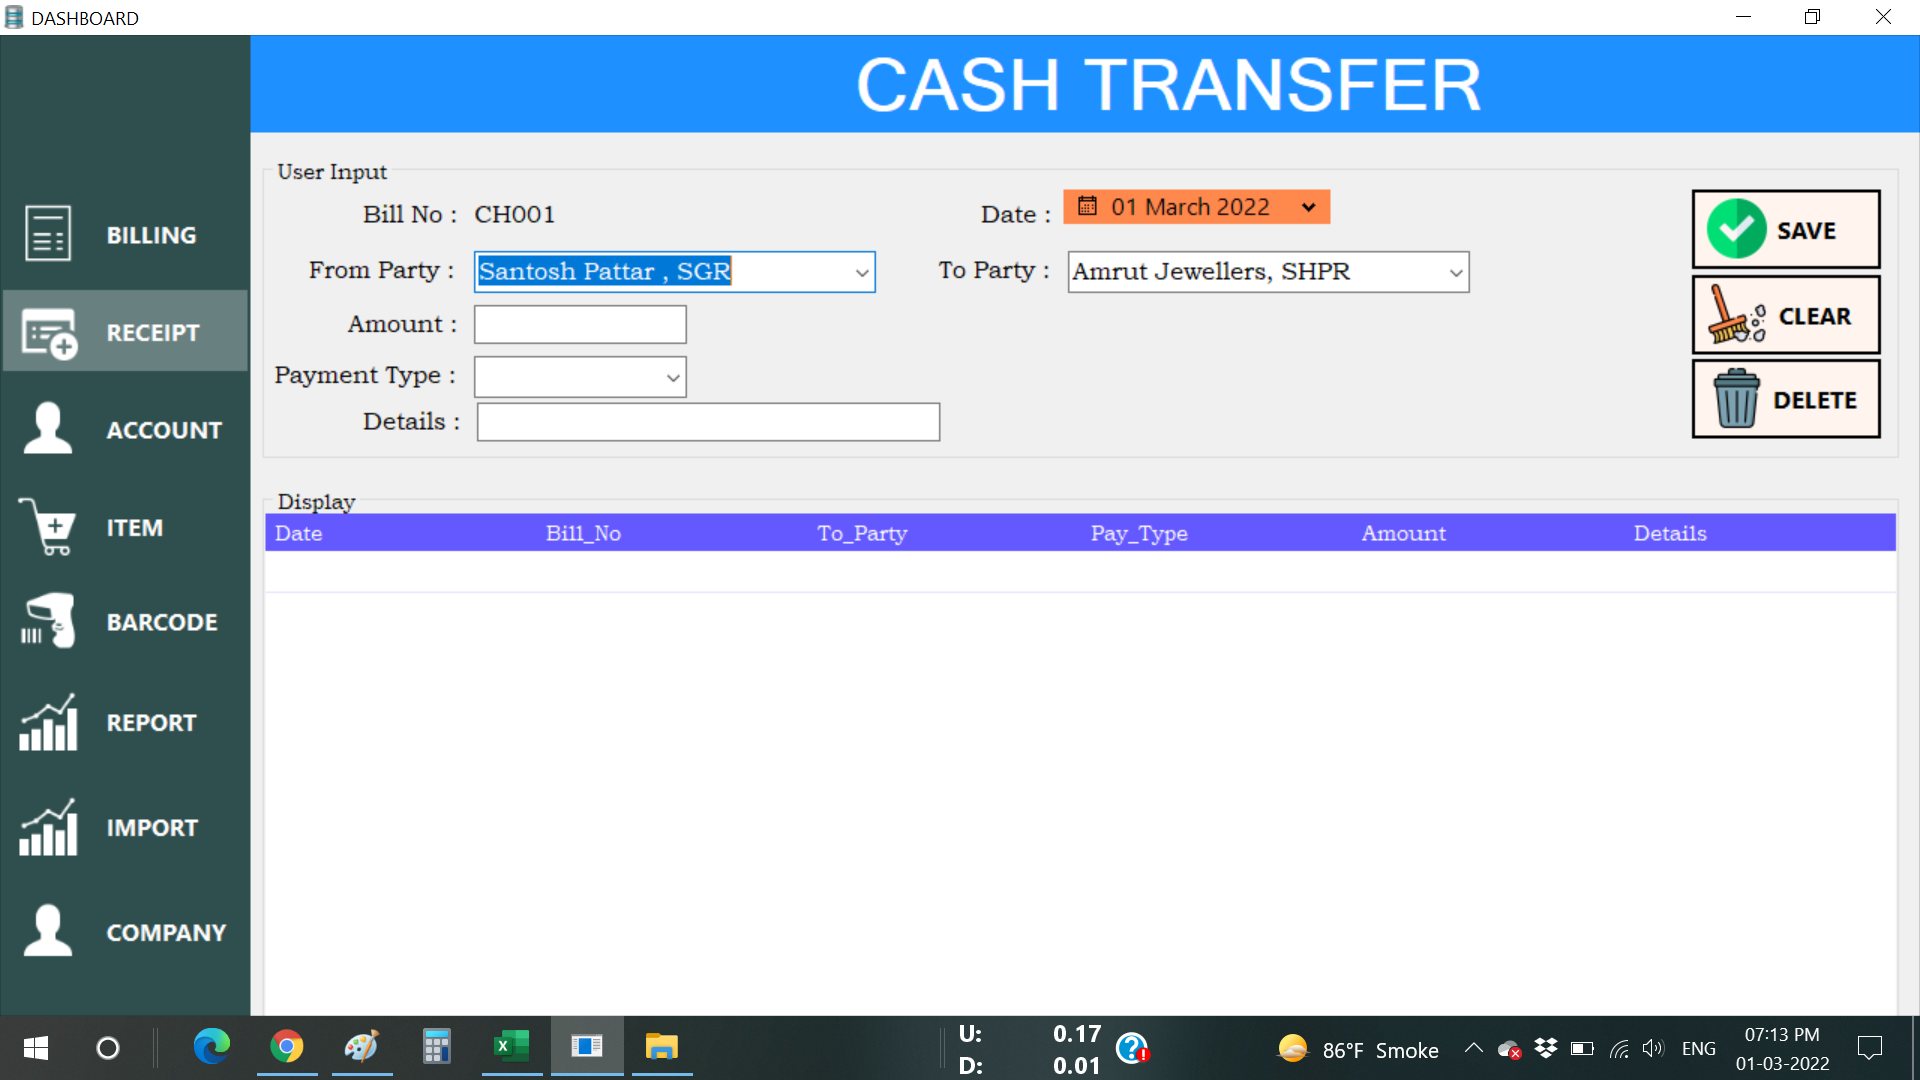 DASHBOARD
CASH TRANSFER
User Input
Bill No : CH001
Date : 01 March 2022
From Party : Santosh Pattar , SGR
To Party : Amrut Jewellers, SHPR
Amount :
Payment Type :
Details :
SAVE
CLEAR
DELETE
BILLING
RECEIPT
ACCOUNT
ITEM
BARCODE
REPORT
IMPORT
COMPANY
Display
Date Bill_No To_Party Pay_Type Amount Details
U: 0.17
D: 0.01
86°F Smoke
ENG
07:13 PM
01-03-2022